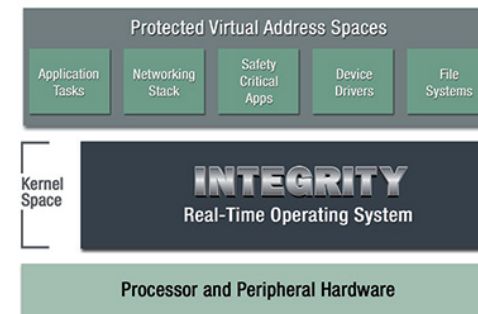 Protected Virtual Address Spaces
Application
Tasks
Networking
Stack
Safety
Critical
Apps
Device
Drivers
File
Systems
Kernel
Space
INTEGRITY
Real-Time Operating System
Processor and Peripheral Hardware